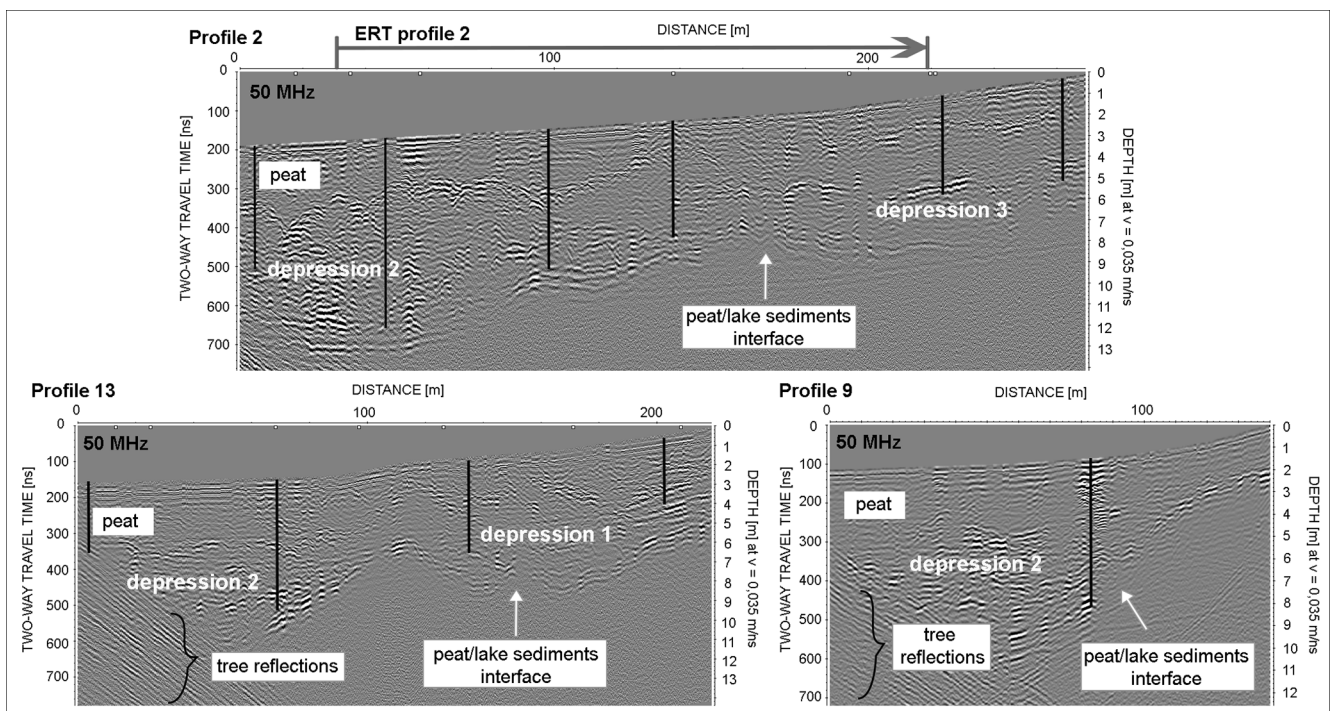 Profile 2
ERT profile 2
DISTANCE [m]
0
100
200
50 MHz
TWO-WAY TRAVEL TIME [ns]
0
100
200
300
400
500
600
700
0
1
2
3
4
5
6
7
8
9
10
11
12
13
DEPTH [m] at v = 0,035 m/ns
peat
depression 2
depression 3
peat/lake sediments
interface
Profile 13
DISTANCE [m]
0
100
200
50 MHz
TWO-WAY TRAVEL TIME [ns]
0
100
200
300
400
500
600
700
0
1
2
3
4
5
6
7
8
9
10
11
12
13
DEPTH [m] at v = 0,035 m/ns
peat
depression 2
depression 1
tree reflections
peat/lake sediments
interface
Profile 9
DISTANCE [m]
0
100
50 MHz
TWO-WAY TRAVEL TIME [ns]
0
100
200
300
400
500
600
700
0
1
2
3
4
5
6
7
8
9
10
11
12
DEPTH [m] at v = 0,035 m/ns
peat
depression 2
tree
reflections
peat/lake sediments
interface